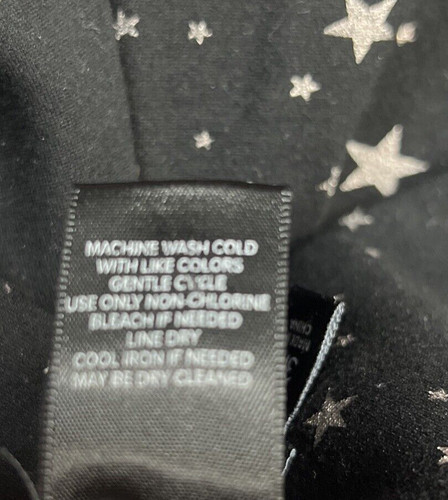 MACHINE WASH COLD
WITH LIKE COLORS
GENTLE CYCLE
USE ONLY NON-CHLORINE
BLEACH IF NEEDED
LINE DRY
COOL IRON IF NEEDED
MAY BE DRY CLEANED